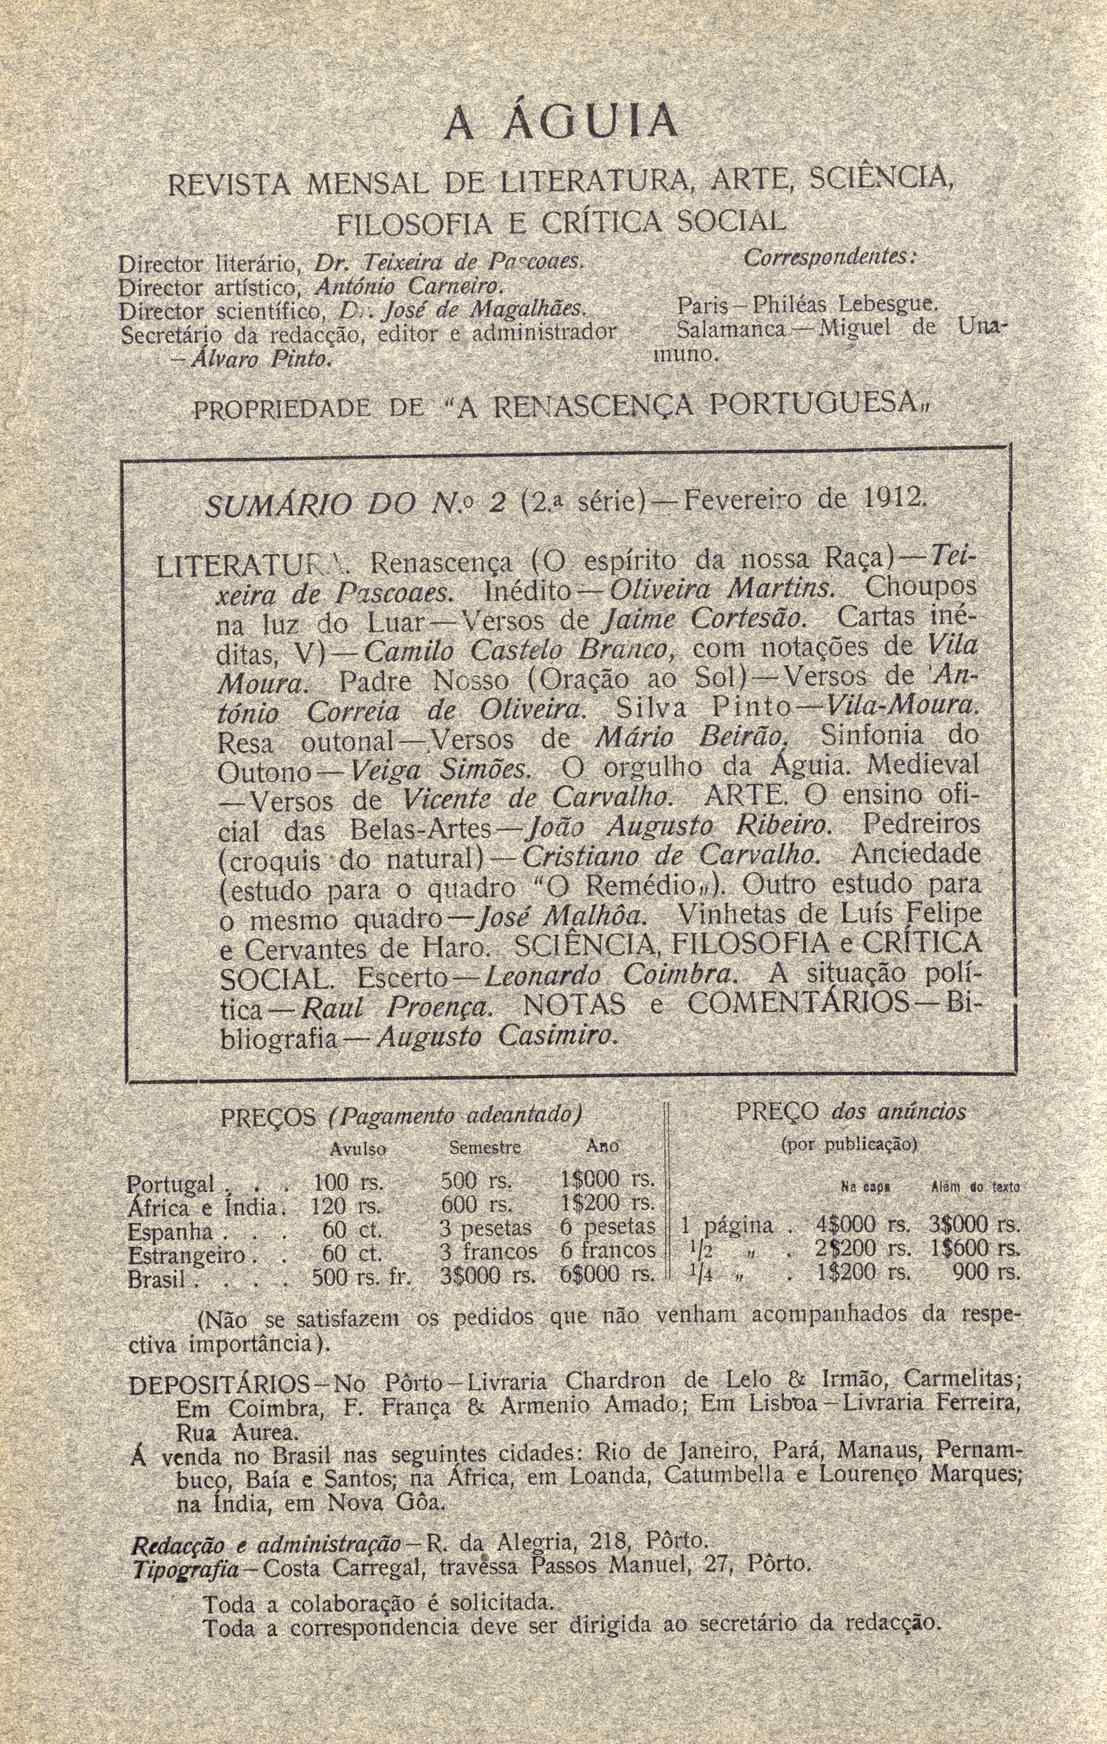 A ÁGUIA
REVISTA MENSAL DE LITERATURA, ARTE, SCIÊNCIA,
FILOSOFIA E CRÍTICA SOCIAL
Director literário, Dr. Teixeira de Pascoaes.
Director artístico, António Carneiro.
Director scientífico, Dr. José de Magalhães.
Secretário da redacção, editor e administrador
—Álvaro Pinto.
Correspondentes:
Paris—Philéas Lebesgue.
Salamanca—Miguel de Una-
muno.
PROPRIEDADE DE “A RENASCENÇA PORTUGUESA„
SUMÁRIO DO N.º 2 (2.ª série)—Fevereiro de 1912.
LITERATURA. Renascença (O espírito da nossa Raça)—Tei-
xeira de Pascoaes. Inédito—Oliveira Martins. Choupos
na luz do Luar—Versos de Jaime Cortesão. Cartas iné-
ditas, V)—Camilo Castelo Branco, com notações de Vila
Moura. Padre Nosso (Oração ao Sol)—Versos de An-
tónio Correia de Oliveira. Silva Pinto—Vila-Moura.
Resa outonal—Versos de Mário Beirão. Sinfonia do
Outono—Veiga Simões. O orgulho da Águia. Medieval
—Versos de Vicente de Carvalho. ARTE. O ensino ofi-
cial das Belas-Artes—João Augusto Ribeiro. Pedreiros
(croquis do natural)—Cristiano de Carvalho. Anciedade
(estudo para o quadro “O Remédio„). Outro estudo para
o mesmo quadro—José Malhôa. Vinhetas de Luís Felipe
e Cervantes de Haro. SCIÊNCIA, FILOSOFIA e CRÍTICA
SOCIAL. Escerto—Leonardo Coimbra. A situação polí-
tica—Raul Proença. NOTAS e COMENTÁRIOS—Bi-
bliografia—Augusto Casimiro.
PREÇOS (Pagamento adeantado)
Avulso Semestre Ano
Portugal . . . 100 rs. 500 rs. 1$000 rs.
África e Índia. 120 rs. 600 rs. 1$200 rs.
Espanha . . . 60 ct. 3 pesetas 6 pesetas
Estrangeiro . . 60 ct. 3 francos 6 francos
Brasil . . . . 500 rs. fr. 3$000 rs. 6$000 rs.
PREÇO dos anúncios
(por publicação)
Na capa Além do texto
1 página . 4$000 rs. 3$000 rs.
1/2 „ . 2$200 rs. 1$600 rs.
1/4 „ . 1$200 rs. 900 rs.
(Não se satisfazem os pedidos que não venham acompanhados da respe-
ctiva importância).
DEPOSITÁRIOS—No Pôrto—Livraria Chardron de Lelo & Irmão, Carmelitas;
Em Coimbra, F. França & Armenio Amado; Em Lisboa—Livraria Ferreira,
Rua Aurea.
Á venda no Brasil nas seguintes cidades: Rio de Janeiro, Pará, Manaus, Pernam-
buco, Baía e Santos; na África, em Loanda, Catumbella e Lourenço Marques;
na Índia, em Nova Gôa.
Redacção e administração—R. da Alegria, 218, Pôrto.
Tipografia—Costa Carregal, travéssa Passos Manuel, 27, Pôrto.
Toda a colaboração é solicitada.
Toda a correspondencia deve ser dirigida ao secretário da redacção.